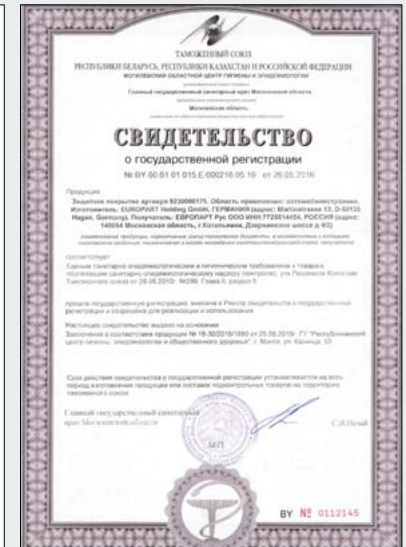 ТАМОЖЕННЫЙ СОЮЗ
РЕСПУБЛИКИ БЕЛАРУСЬ, РЕСПУБЛИКИ КАЗАХСТАН И РОССИЙСКОЙ ФЕДЕРАЦИИ
МОГИЛЕВСКИЙ ОБЛАСТНОЙ ЦЕНТР ГИГИЕНЫ И ЭПИДЕМИОЛОГИИ
Главный государственный санитарный врач Могилевской области
Могилевская область
СВИДЕТЕЛЬСТВО
о государственной регистрации
№ BY.00.61.01.015.E.000216.05.16 от 26.05.2016
Продукция
Защитное покрытие артикул 9230000175. Область применения: автомобилестроение.
Изготовитель: EUROPART Holding GmbH, ГЕРМАНИЯ (адрес: Martinstrasse 13, D-58135
Hagen, Germany). Получатель: ЕВРОПАРТ Рус ООО ИНН:7725514454, РОССИЯ (адрес:
140054 Московская область, г.Котельники, Дзержинское шоссе д 4/2)
соответствует
Единым санитарно-эпидемиологическим и гигиеническим требованиям к товарам,
подлежащим санитарно-эпидемиологическому надзору (контролю), утв Решением Комиссии
Таможенного союза от 28.05.2010г. №299, Глава II, раздел 5
прошла государственную регистрацию, внесена в Реестр свидетельств о государственной
регистрации и разрешена для реализации и использования
Настоящее свидетельство выдано на основании
Заключения о соответствии продукции № 16-30/2016/1690 от 25.05.2016г. ГУ "Республиканский
центр гигиены, эпидемиологии и общественного здоровья", г. Минск, ул. Казинца, 50
Срок действия свидетельства о государственной регистрации устанавливается на весь
период изготовления продукции или поставок подконтрольных товаров на территорию
таможенного союза
Главный государственный санитарный
врач Могилевской области
С.И.Нечай
М.П.
BY № 0112145